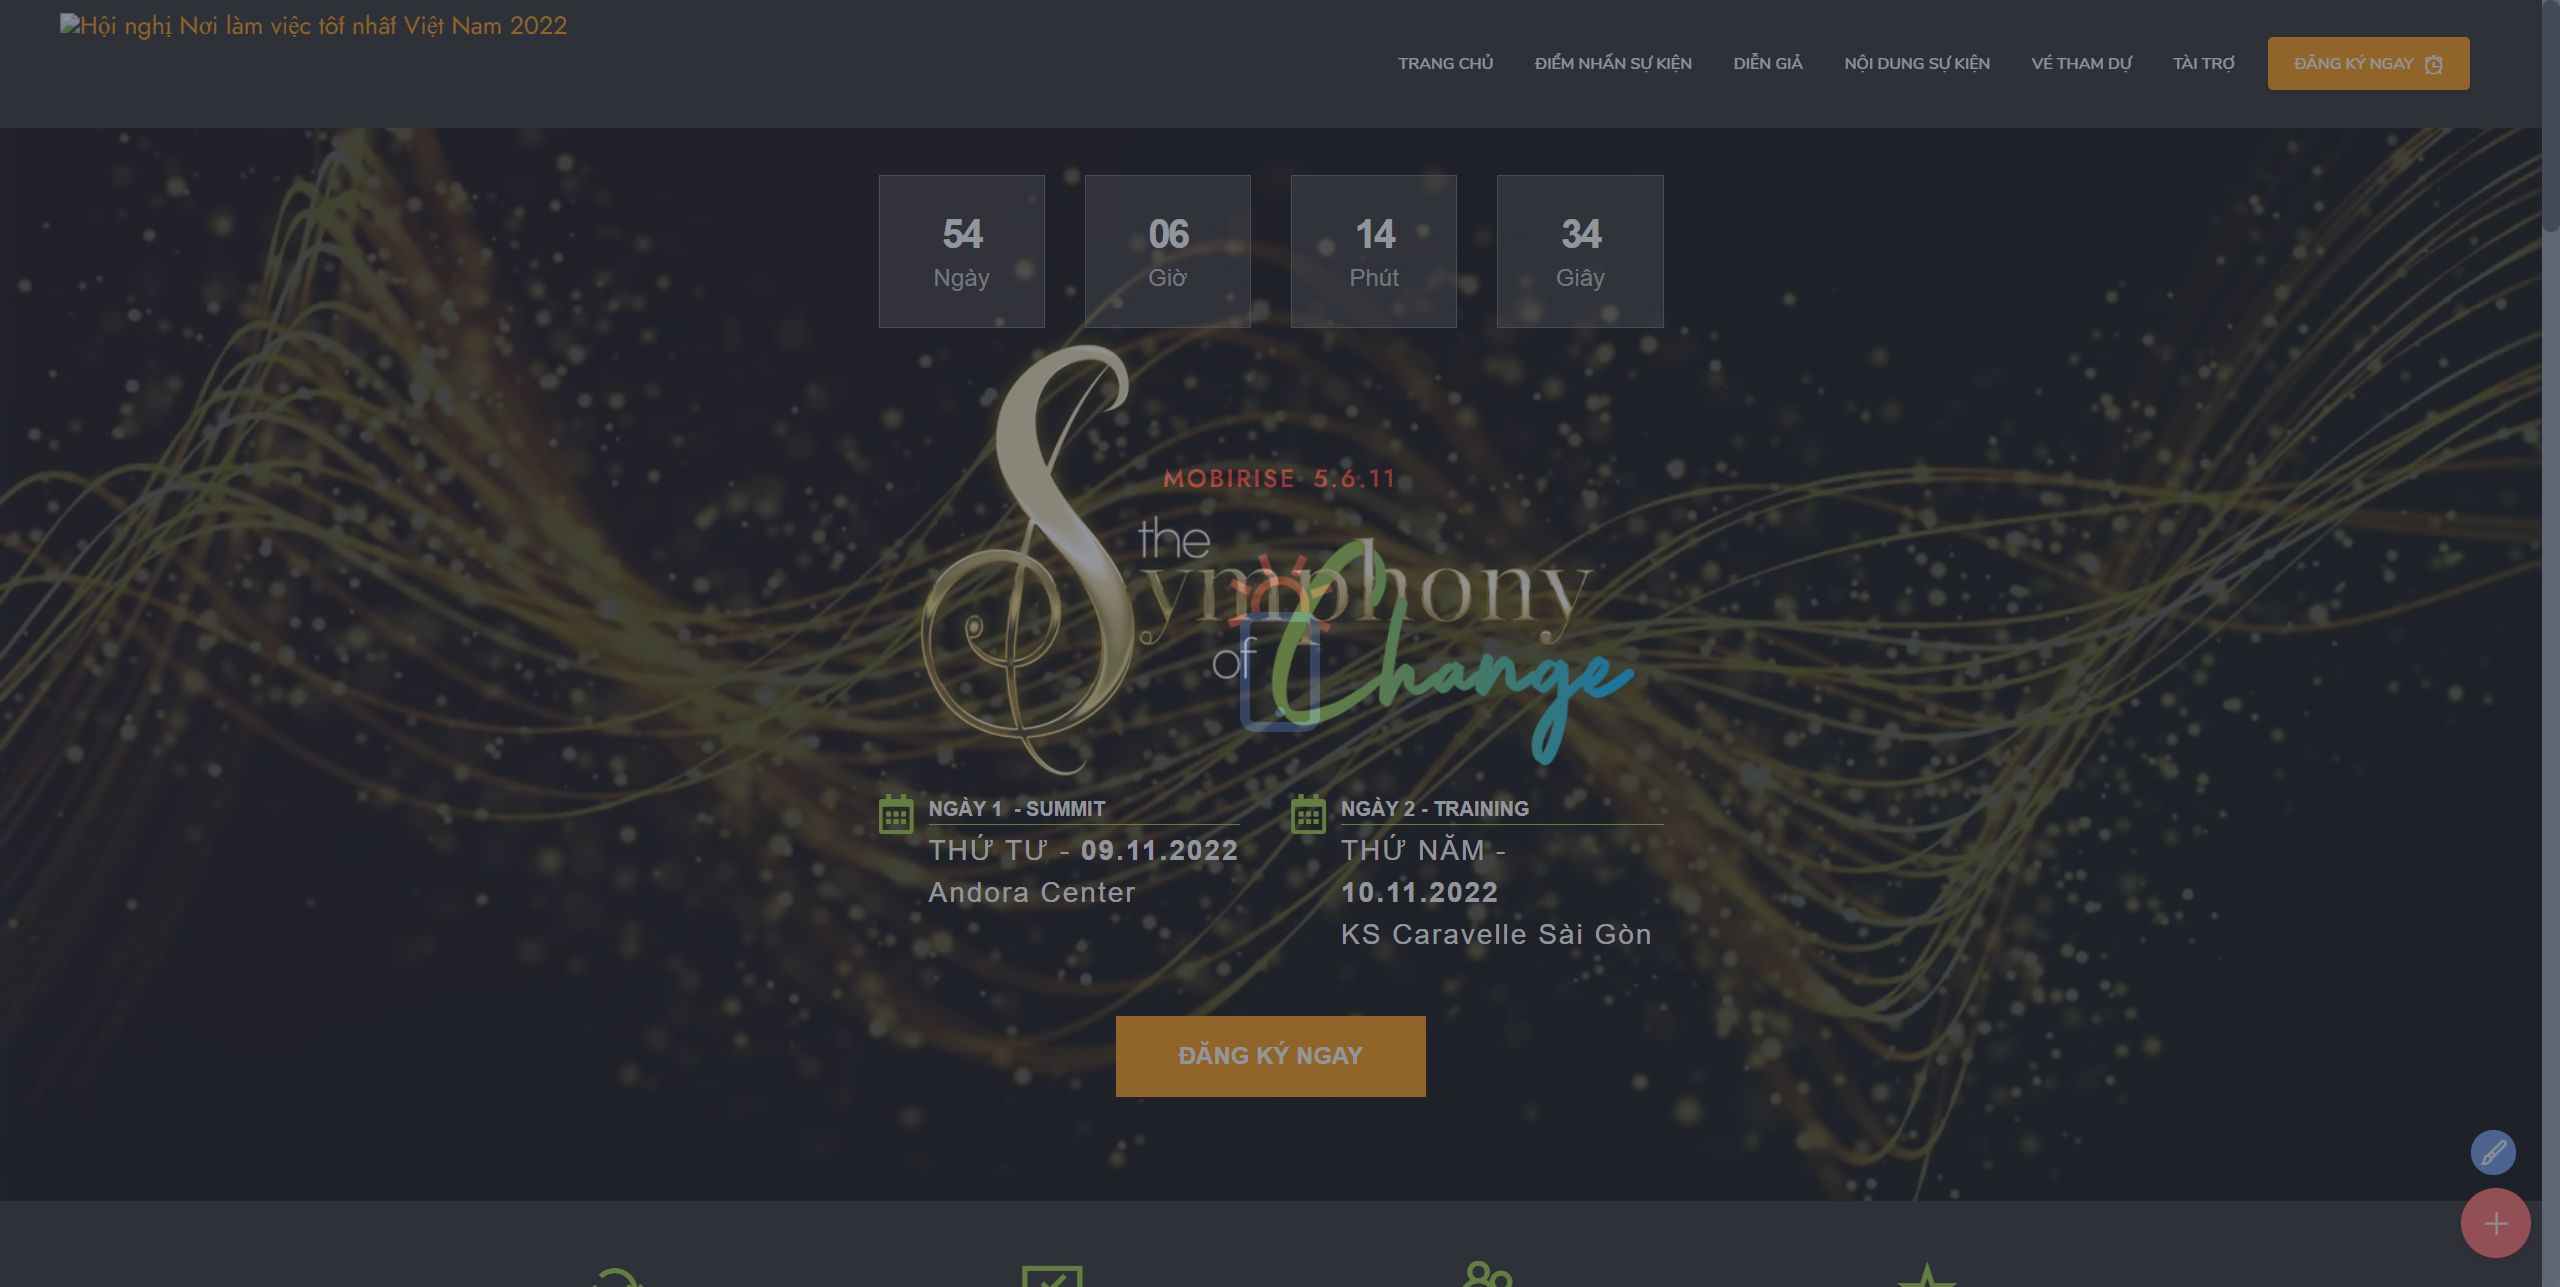 Hội nghị Nơi làm việc tốt nhất Việt Nam 2022
TRANG CHỦ
ĐIỂM NHẤN SỰ KIỆN
DIỄN GIẢ
NỘI DUNG SỰ KIỆN
VÉ THAM DỰ
TÀI TRỢ
ĐĂNG KÝ NGAY
54
Ngày
06
Giờ
14
Phút
34
Giây
MOBIRISE 5.6.11
the
Symphony
of Change
NGÀY 1 - SUMMIT
THỨ TƯ - 09.11.2022
Andora Center
NGÀY 2 - TRAINING
THỨ NĂM -
10.11.2022
KS Caravelle Sài Gòn
ĐĂNG KÝ NGAY